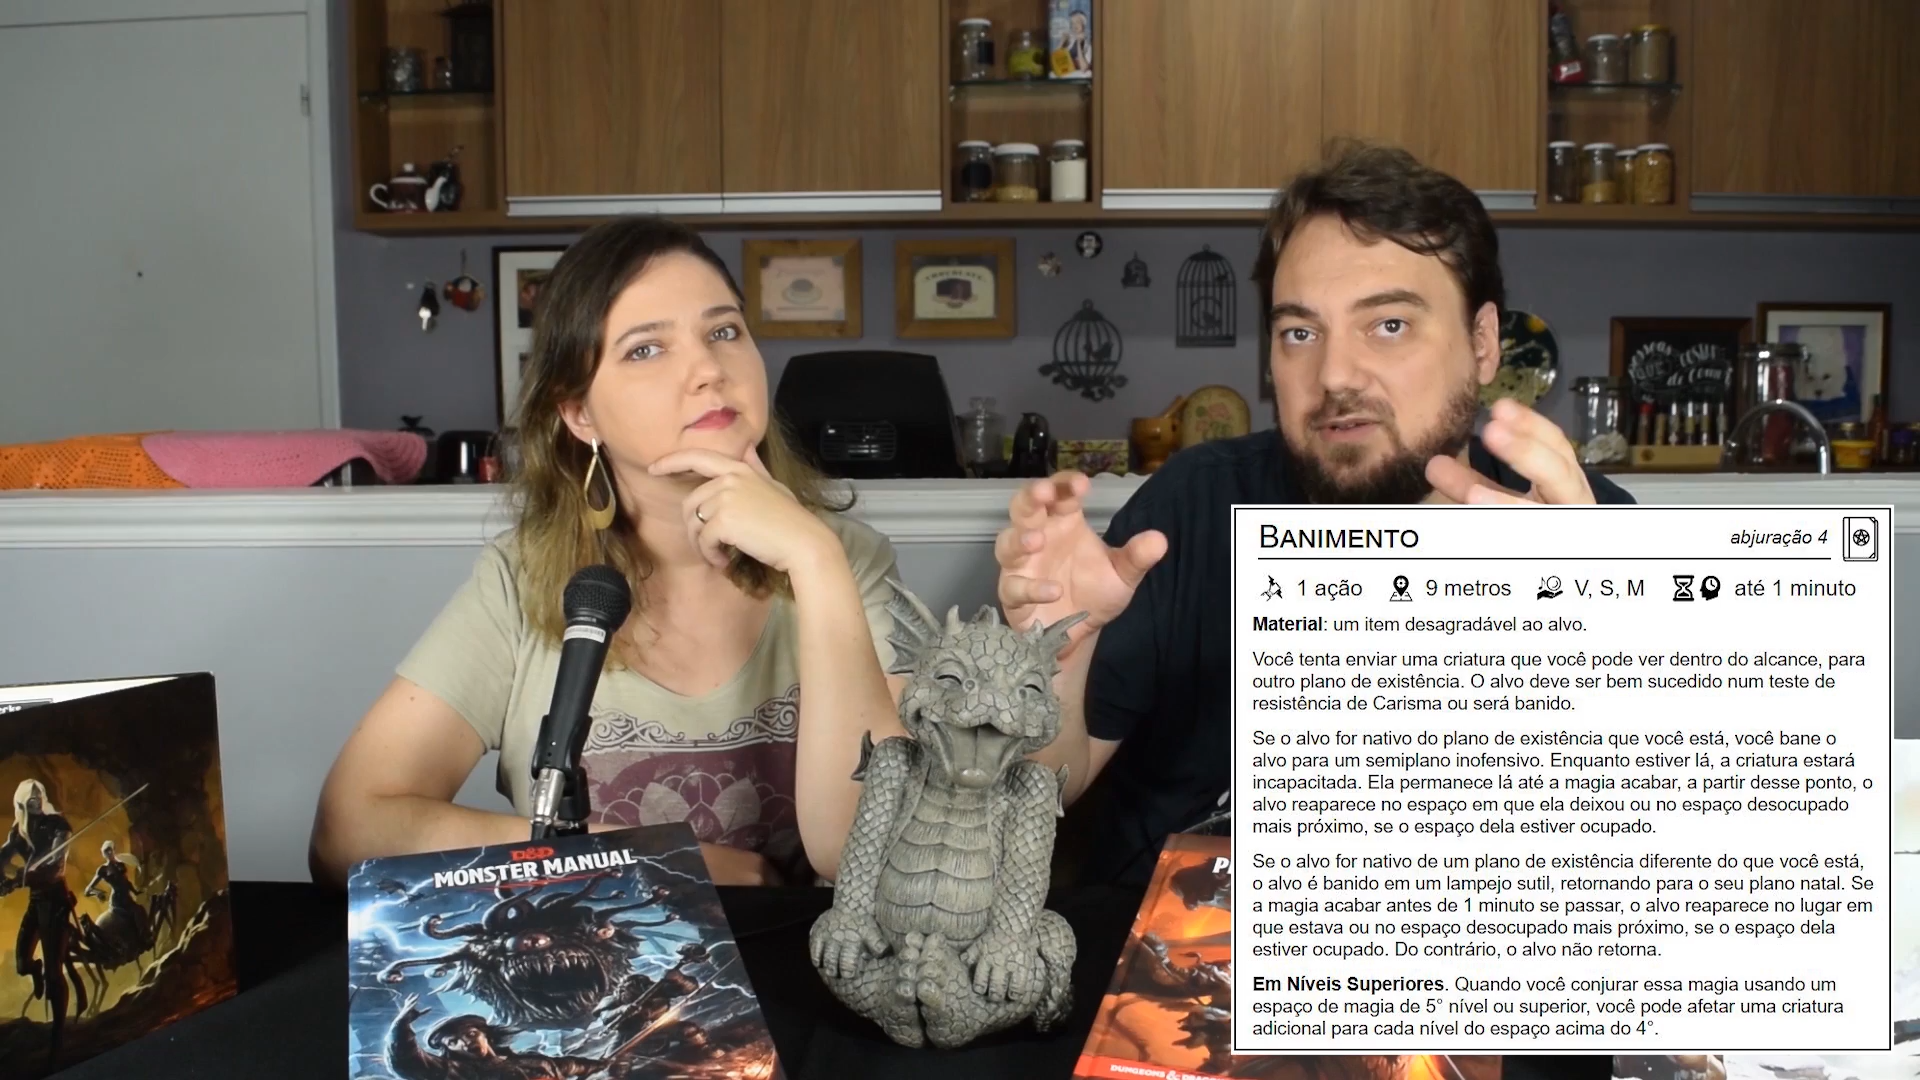 CHOCOLATE
BANIMENTO
abjuração 4
1 ação
9 metros
V, S, M
até 1 minuto
Material: um item desagradável ao alvo.
Você tenta enviar uma criatura que você pode ver dentro do alcance, para
outro plano de existência. O alvo deve ser bem sucedido num teste de
resistência de Carisma ou será banido.
Se o alvo for nativo do plano de existência que você está, você bane o
alvo para um semiplano inofensivo. Enquanto estiver lá, a criatura estará
incapacitada. Ela permanece lá até a magia acabar, a partir desse ponto, o
alvo reaparece no espaço em que ela deixou ou no espaço desocupado
mais próximo, se o espaço dela estiver ocupado.
Se o alvo for nativo de um plano de existência diferente do que você está,
o alvo é banido em um lampejo sutil, retornando para o seu plano natal. Se
a magia acabar antes de 1 minuto se passar, o alvo reaparece no lugar em
que estava ou no espaço desocupado mais próximo, se o espaço dela
estiver ocupado. Do contrário, o alvo não retorna.
Em Níveis Superiores. Quando você conjurar essa magia usando um
espaço de magia de 5° nível ou superior, você pode afetar uma criatura
adicional para cada nível do espaço acima do 4°.
D&D
MONSTER MANUAL
DUNGEONS &